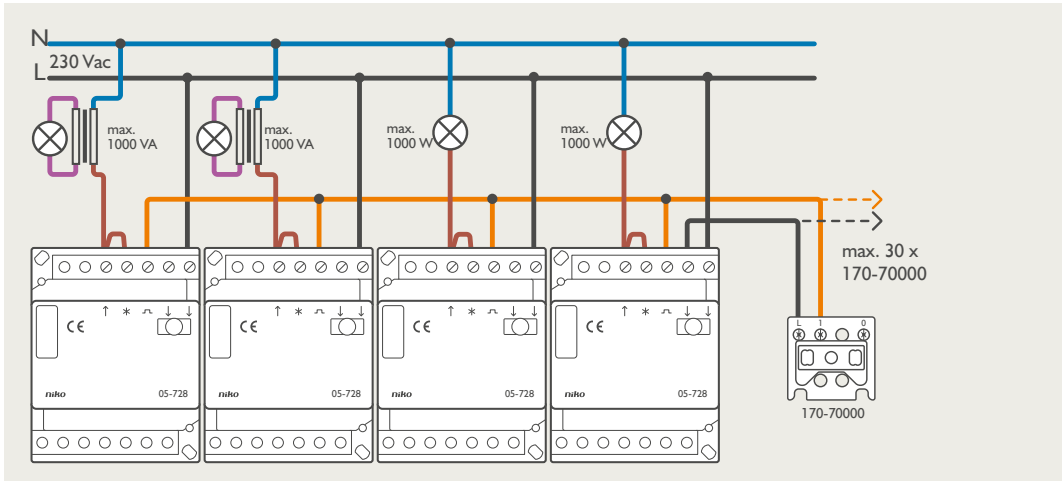 N
230 Vac
L
max.
1000 VA
max.
1000 VA
max.
1000 W
max.
1000 W
max. 30 x
170-70000
CE
↑ * ⎍ ↓ ↓
niko 05-728
CE
↑ * ⎍ ↓ ↓
niko 05-728
CE
↑ * ⎍ ↓ ↓
niko 05-728
CE
↑ * ⎍ ↓ ↓
niko 05-728
L 1 0
170-70000